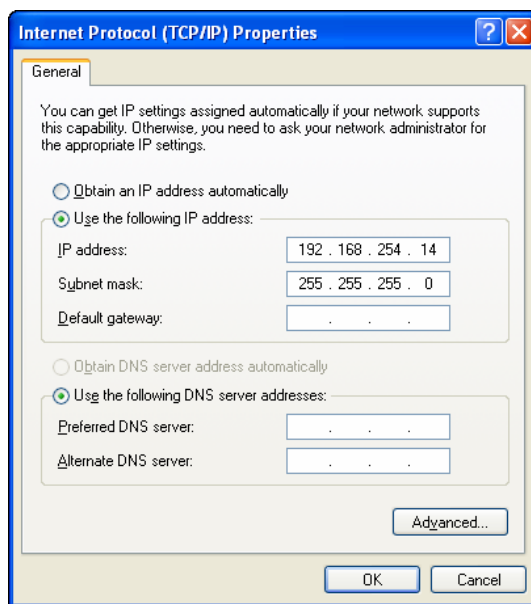 Internet Protocol (TCP/IP) Properties
General
You can get IP settings assigned automatically if your network supports
this capability. Otherwise, you need to ask your network administrator for
the appropriate IP settings.
Obtain an IP address automatically
Use the following IP address:
IP address: 192 . 168 . 254 . 14
Subnet mask: 255 . 255 . 255 . 0
Default gateway: . . .
Obtain DNS server address automatically
Use the following DNS server addresses:
Preferred DNS server: . . .
Alternate DNS server: . . .
Advanced...
OK Cancel